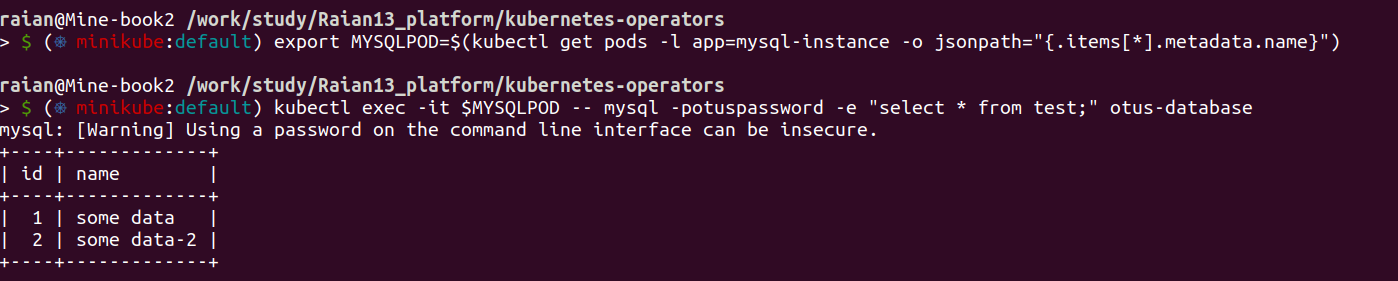 raian@Mine-book2 /work/study/Raian13_platform/kubernetes-operators
> $ (⎈ minikube:default) export MYSQLPOD=$(kubectl get pods -l app=mysql-instance -o jsonpath="{.items[*].metadata.name}")
raian@Mine-book2 /work/study/Raian13_platform/kubernetes-operators
> $ (⎈ minikube:default) kubectl exec -it $MYSQLPOD -- mysql -potuspassword -e "select * from test;" otus-database
mysql: [Warning] Using a password on the command line interface can be insecure.
+----+-------------+
| id | name        |
+----+-------------+
|  1 | some data   |
|  2 | some data-2 |
+----+-------------+